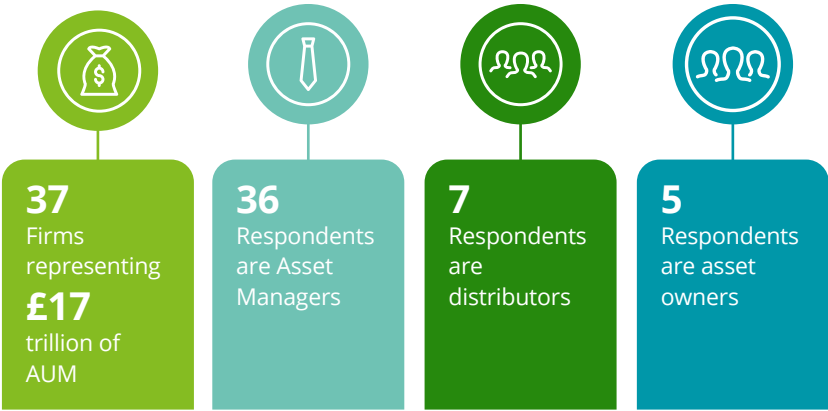 37
Firms
representing
£17
trillion of
AUM
36
Respondents
are Asset
Managers
7
Respondents
are
distributors
5
Respondents
are asset
owners
$